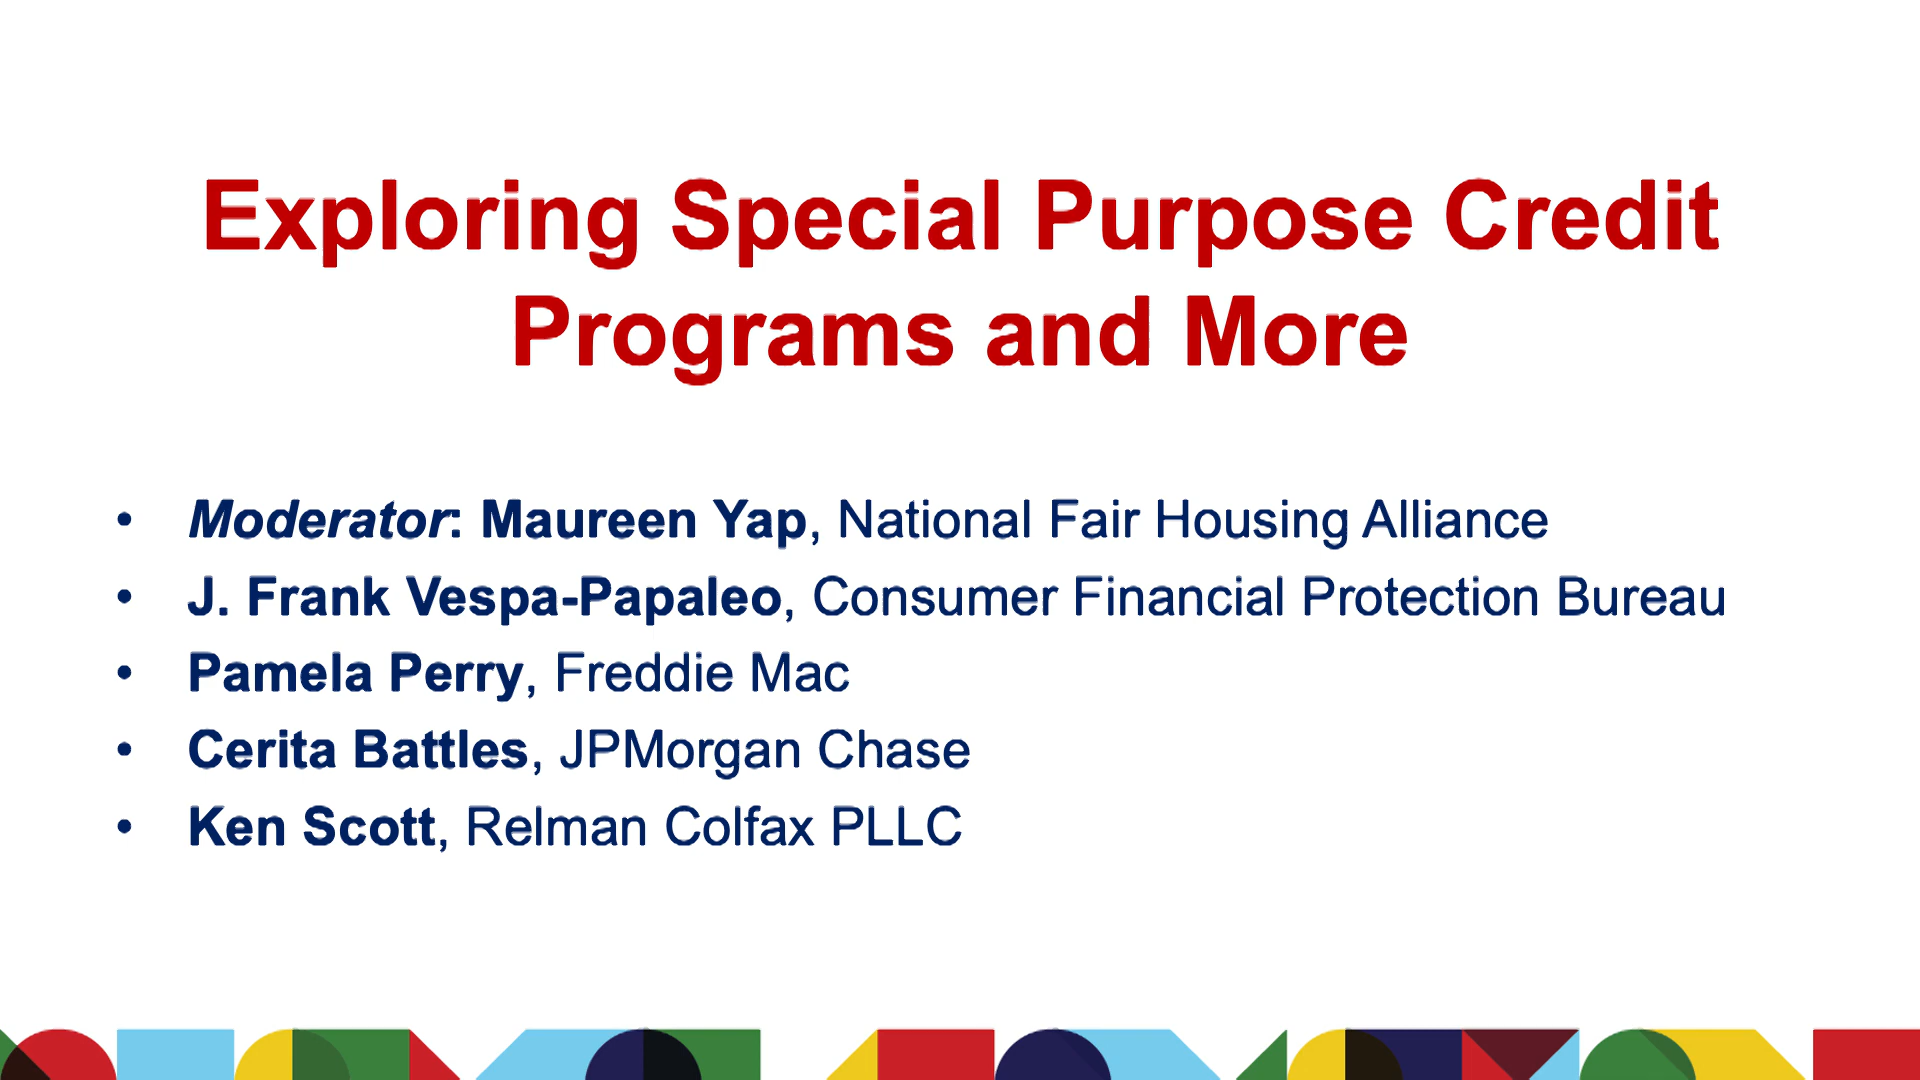 Exploring Special Purpose Credit
Programs and More
• Moderator: Maureen Yap, National Fair Housing Alliance
• J. Frank Vespa-Papaleo, Consumer Financial Protection Bureau
• Pamela Perry, Freddie Mac
• Cerita Battles, JPMorgan Chase
• Ken Scott, Relman Colfax PLLC